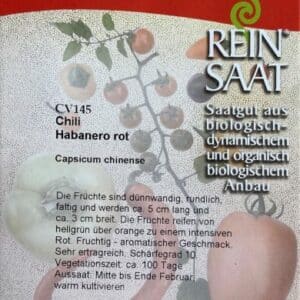 REIN
SAAT®
Saatgut aus
biologisch-
dynamischem
und organisch
biologischem
Anbau
CV145
Chili
Habanero rot
Capsicum chinense
Die Früchte sind dünnwandig, rundlich,
faltig und werden ca. 5 cm lang und
ca. 3 cm breit. Die Früchte reifen von
hellgrün über orange zu einem intensiven
Rot. Fruchtig - aromatischer Geschmack.
Sehr ertragreich. Schärfegrad 10
Vegetationszeit: ca. 100 Tage
Aussaat: Mitte bis Ende Februar,
warm kultivieren